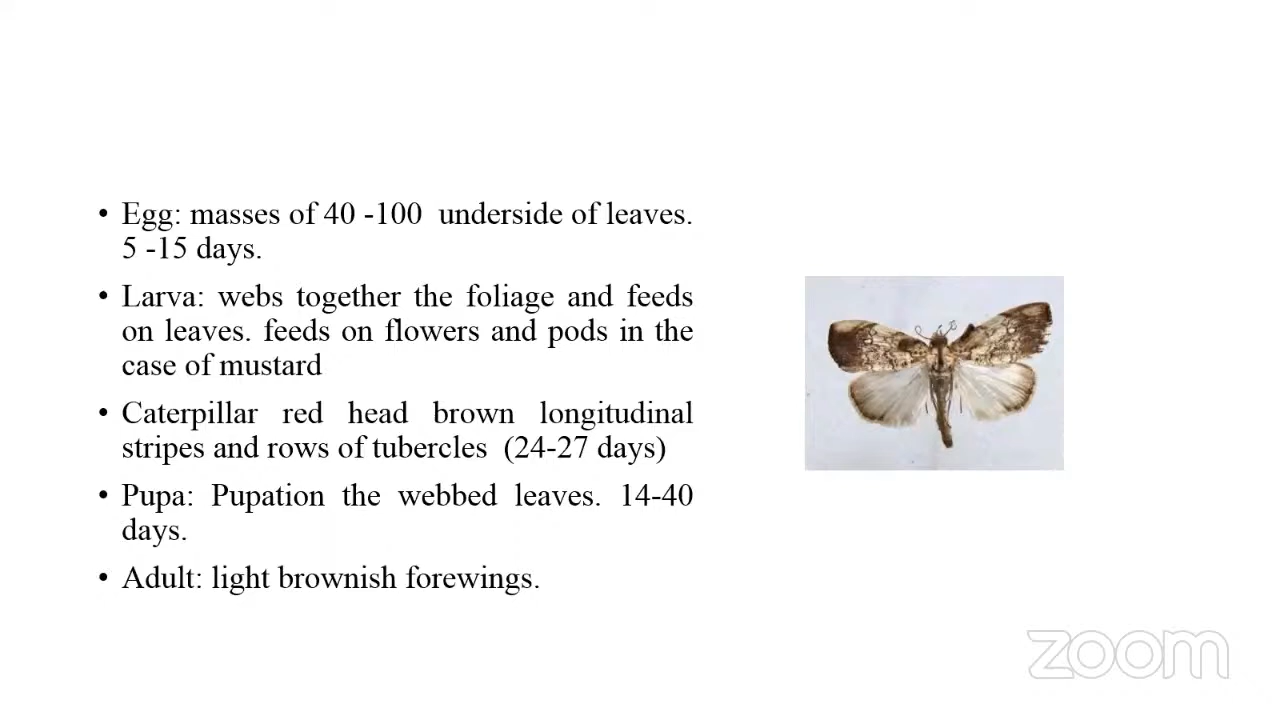 • Egg: masses of 40 -100 underside of leaves.
5 -15 days.
• Larva: webs together the foliage and feeds
on leaves. feeds on flowers and pods in the
case of mustard
• Caterpillar red head brown longitudinal
stripes and rows of tubercles (24-27 days)
• Pupa: Pupation the webbed leaves. 14-40
days.
• Adult: light brownish forewings.
zoom